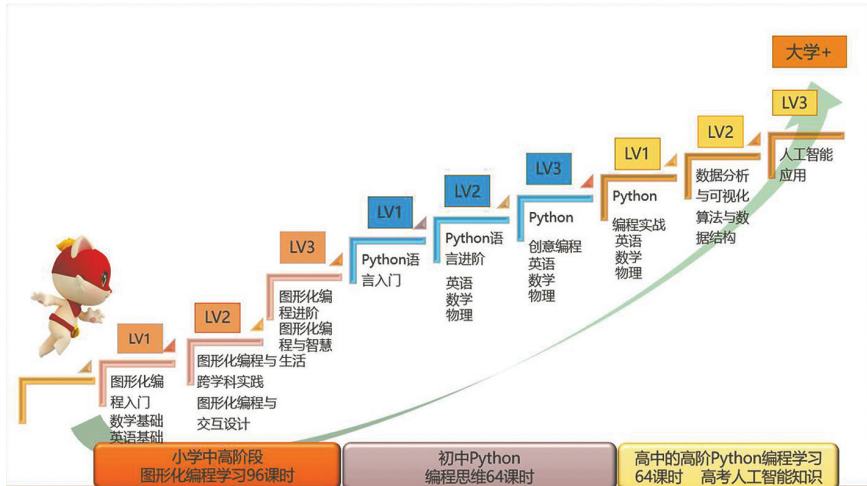 大学+
LV3
人工智能
应用
LV2
数据分析
与可视化
算法与数
据结构
LV1
Python
编程实战
英语
数学
物理
LV3
Python
创意编程
英语
数学
物理
LV2
Python语
言进阶
英语
数学
物理
LV1
Python语
言入门
LV3
图形化编
程进阶
图形化编
程与智慧
生活
LV2
图形化编程与
跨学科实践
图形化编程与
交互设计
LV1
图形化编
程入门
数学基础
英语基础
小学中高阶段
图形化编程学习96课时
初中Python
编程思维64课时
高中的高阶Python编程学习
64课时 高考人工智能知识